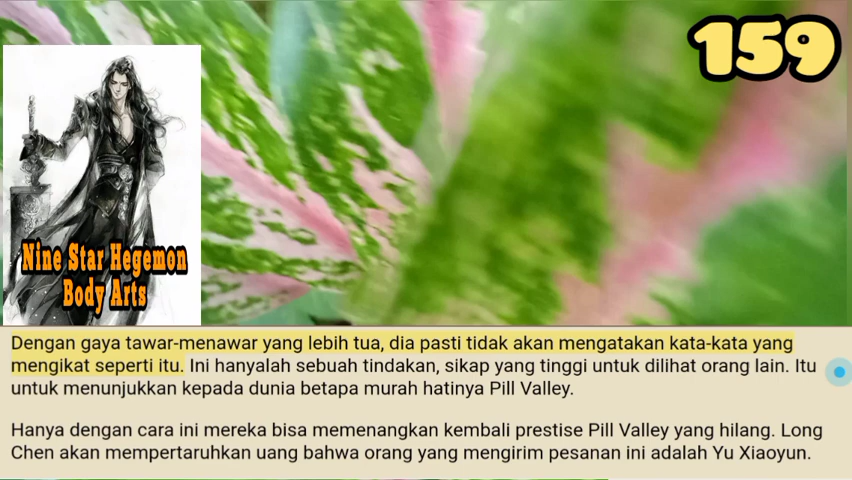 159
Nine Star Hegemon
Body Arts
Dengan gaya tawar-menawar yang lebih tua, dia pasti tidak akan mengatakan kata-kata yang
mengikat seperti itu. Ini hanyalah sebuah tindakan, sikap yang tinggi untuk dilihat orang lain. Itu
untuk menunjukkan kepada dunia betapa murah hatinya Pill Valley.
Hanya dengan cara ini mereka bisa memenangkan kembali prestise Pill Valley yang hilang. Long
Chen akan mempertaruhkan uang bahwa orang yang mengirim pesanan ini adalah Yu Xiaoyun.